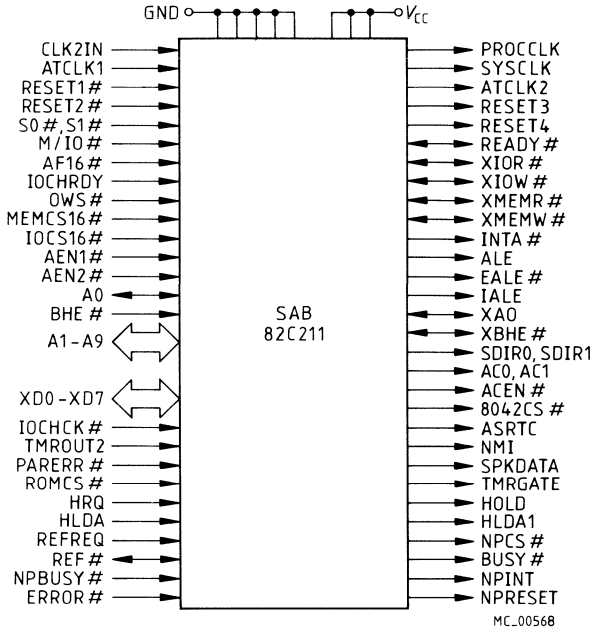 GND
VCC
CLK2IN
ATCLK1
RESET1#
RESET2#
S0#,S1#
M/IO#
AF16#
IOCHRDY
OWS#
MEMCS16#
IOCS16#
AEN1#
AEN2#
A0
BHE#
A1-A9
XD0-XD7
IOCHCK#
TMROUT2
PARERR#
ROMCS#
HRQ
HLDA
REFREQ
REF#
NPBUSY#
ERROR#
SAB
82C211
PROCCLK
SYSCLK
ATCLK2
RESET3
RESET4
READY#
XIOR#
XIOW#
XMEMR#
XMEMW#
INTA#
ALE
EALE#
IALE
XAO
XBHE#
SDIR0,SDIR1
AC0,AC1
ACEN#
8042CS#
ASRTC
NMI
SPKDATA
TMRGATE
HOLD
HLDA1
NPCS#
BUSY#
NPINT
NPRESET
MC_00568